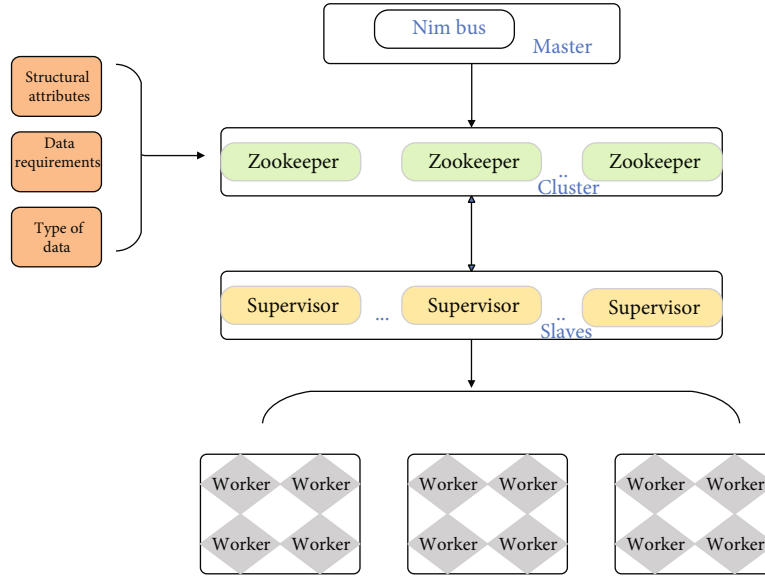 Nim bus
Master
Structural
attributes
Data
requirements
Type of
data
Zookeeper Zookeeper .. Zookeeper
Cluster
Supervisor ... Supervisor .. Supervisor
Slaves
Worker Worker Worker Worker Worker Worker
Worker Worker Worker Worker Worker Worker